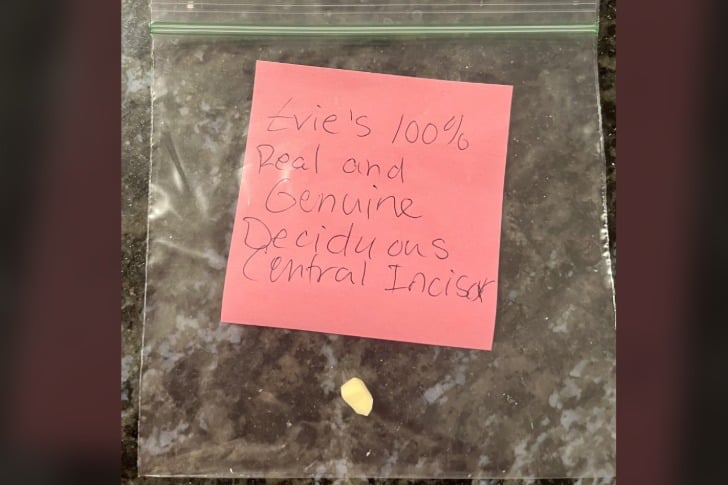 Evie's 100%
Real and
Genuine
Deciduous
Central Incisor